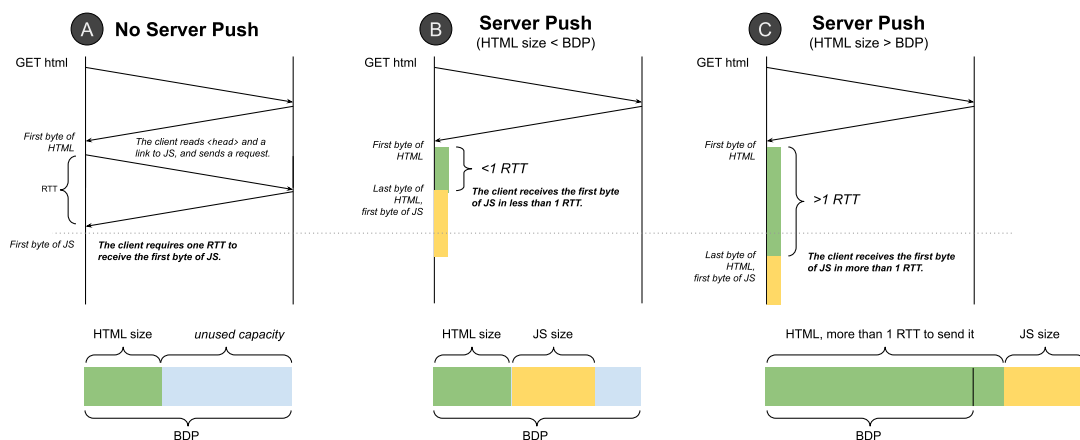 A
No Server Push
GET html
First byte of
HTML
The client reads <head> and a
link to JS, and sends a request.
RTT
First byte of JS
The client requires one RTT to
receive the first byte of JS.
HTML size
unused capacity
BDP
B
Server Push
(HTML size < BDP)
GET html
First byte of
HTML
<1 RTT
Last byte of
HTML,
first byte of JS
The client receives the first byte
of JS in less than 1 RTT.
HTML size
JS size
BDP
C
Server Push
(HTML size > BDP)
GET html
First byte of
HTML
>1 RTT
Last byte of
HTML,
first byte of JS
The client receives the first byte
of JS in more than 1 RTT.
HTML, more than 1 RTT to send it
JS size
BDP